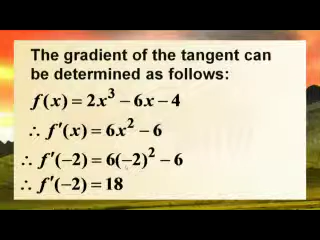 The gradient of the tangent can
be determined as follows:
f(x) = 2x³ − 6x − 4
∴ f′(x) = 6x² − 6
∴ f′(−2) = 6(−2)² − 6
∴ f′(−2) = 18